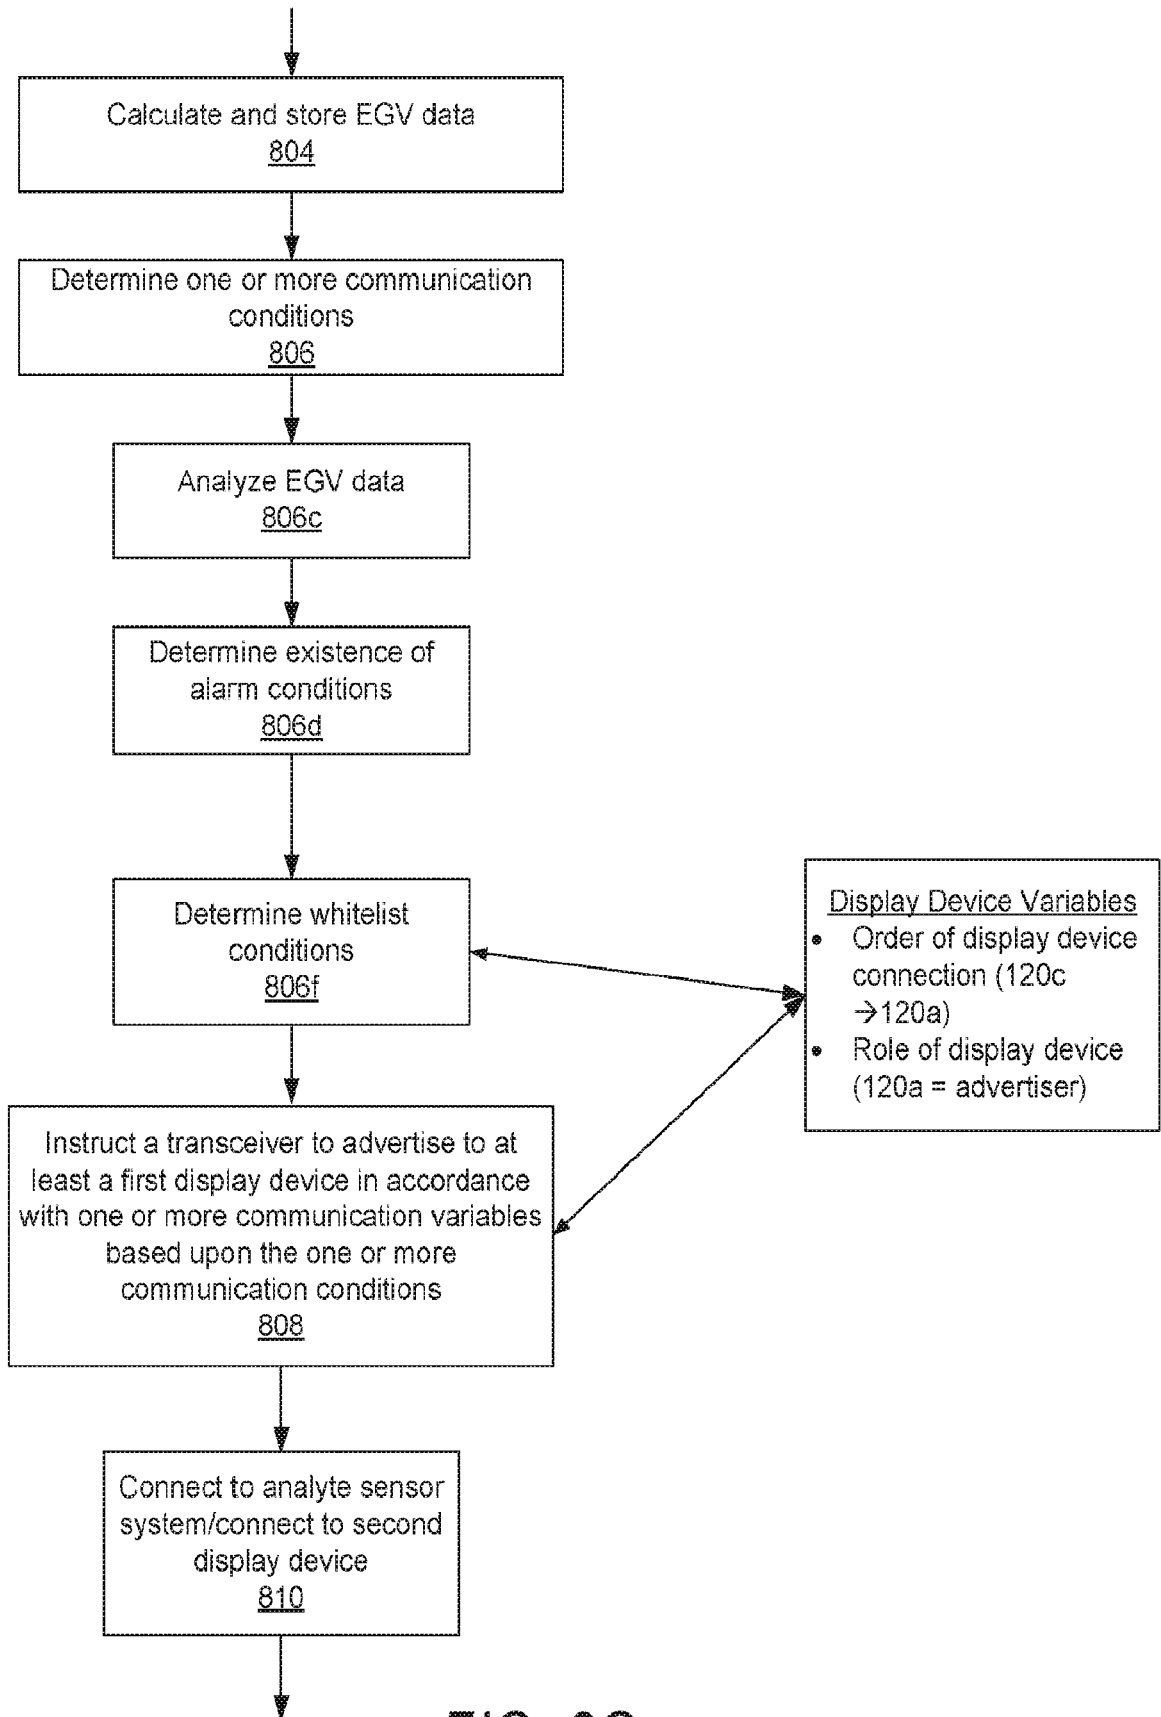 Calculate and store EGV data
804
Determine one or more communication
conditions
806
Analyze EGV data
806c
Determine existence of
alarm conditions
806d
Determine whitelist
conditions
806f
Display Device Variables
• Order of display device
connection (120c
→120a)
• Role of display device
(120a = advertiser)
Instruct a transceiver to advertise to at
least a first display device in accordance
with one or more communication variables
based upon the one or more
communication conditions
808
Connect to analyte sensor
system/connect to second
display device
810